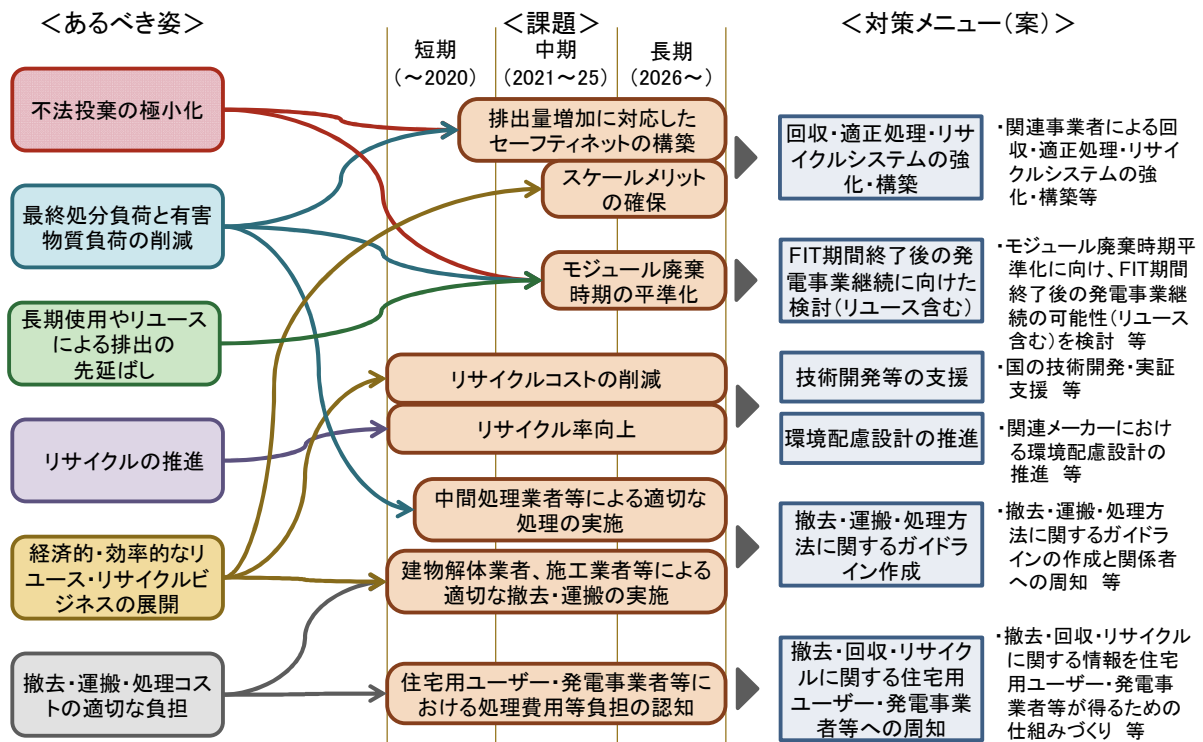 ＜あるべき姿＞
＜課題＞
＜対策メニュー（案）＞
短期
（～2020）
中期
（2021～25）
長期
（2026～）
不法投棄の極小化
最終処分負荷と有害
物質負荷の削減
長期使用やリユース
による排出の
先延ばし
リサイクルの推進
経済的・効率的なリ
ユース・リサイクルビ
ジネスの展開
撤去・運搬・処理コス
トの適切な負担
排出量増加に対応した
セーフティネットの構築
スケールメリット
の確保
モジュール廃棄
時期の平準化
リサイクルコストの削減
リサイクル率向上
中間処理業者等による適切な
処理の実施
建物解体業者、施工業者等による
適切な撤去・運搬の実施
住宅用ユーザー・発電事業者等に
おける処理費用等負担の認知
回収・適正処理・リサ
イクルシステムの強
化・構築
・関連事業者による回
収・適正処理・リサイ
クルシステムの強
化・構築等
FIT期間終了後の発
電事業継続に向けた
検討（リユース含む）
・モジュール廃棄時期平
準化に向け、FIT期間
終了後の発電事業継
続の可能性（リユース
含む）を検討 等
技術開発等の支援
・国の技術開発・実証
支援 等
環境配慮設計の推進
・関連メーカーにおけ
る環境配慮設計の
推進 等
撤去・運搬・処理方
法に関するガイドラ
イン作成
・撤去・運搬・処理方
法に関するガイドラ
インの作成と関係者
への周知 等
撤去・回収・リサイク
ルに関する住宅用
ユーザー・発電事業
者等への周知
・撤去・回収・リサイクル
に関する情報を住宅
用ユーザー・発電事
業者等が得るための
仕組みづくり 等